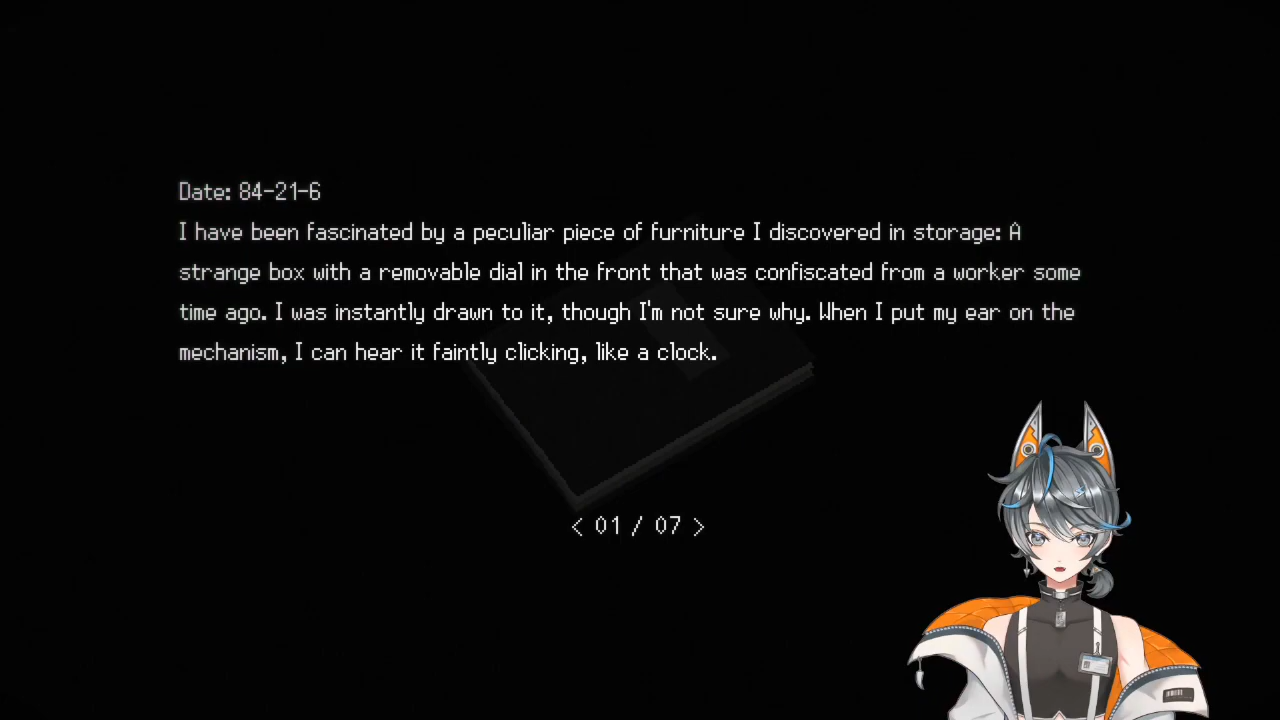 Date: 84-21-6
I have been fascinated by a peculiar piece of furniture I discovered in storage: A
strange box with a removable dial in the front that was confiscated from a worker some
time ago. I was instantly drawn to it, though I'm not sure why. When I put my ear on the
mechanism, I can hear it faintly clicking, like a clock.
< 01 / 07 >